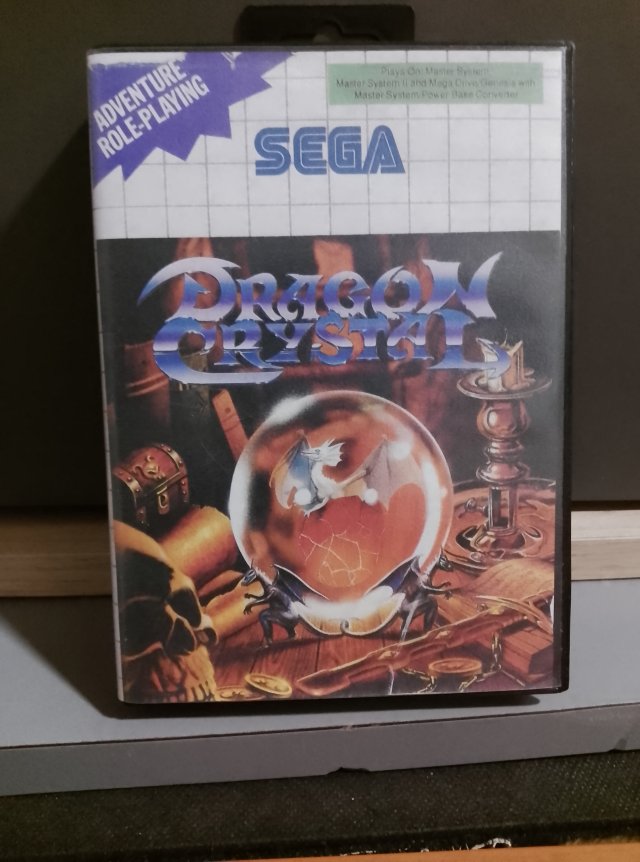 ADVENTURE
ROLE-PLAYING
Plays On: Master System,
Master System II and Mega Drive/Genesis with
Master System/Power Base Converter
SEGA
DRAGON
CRYSTAL